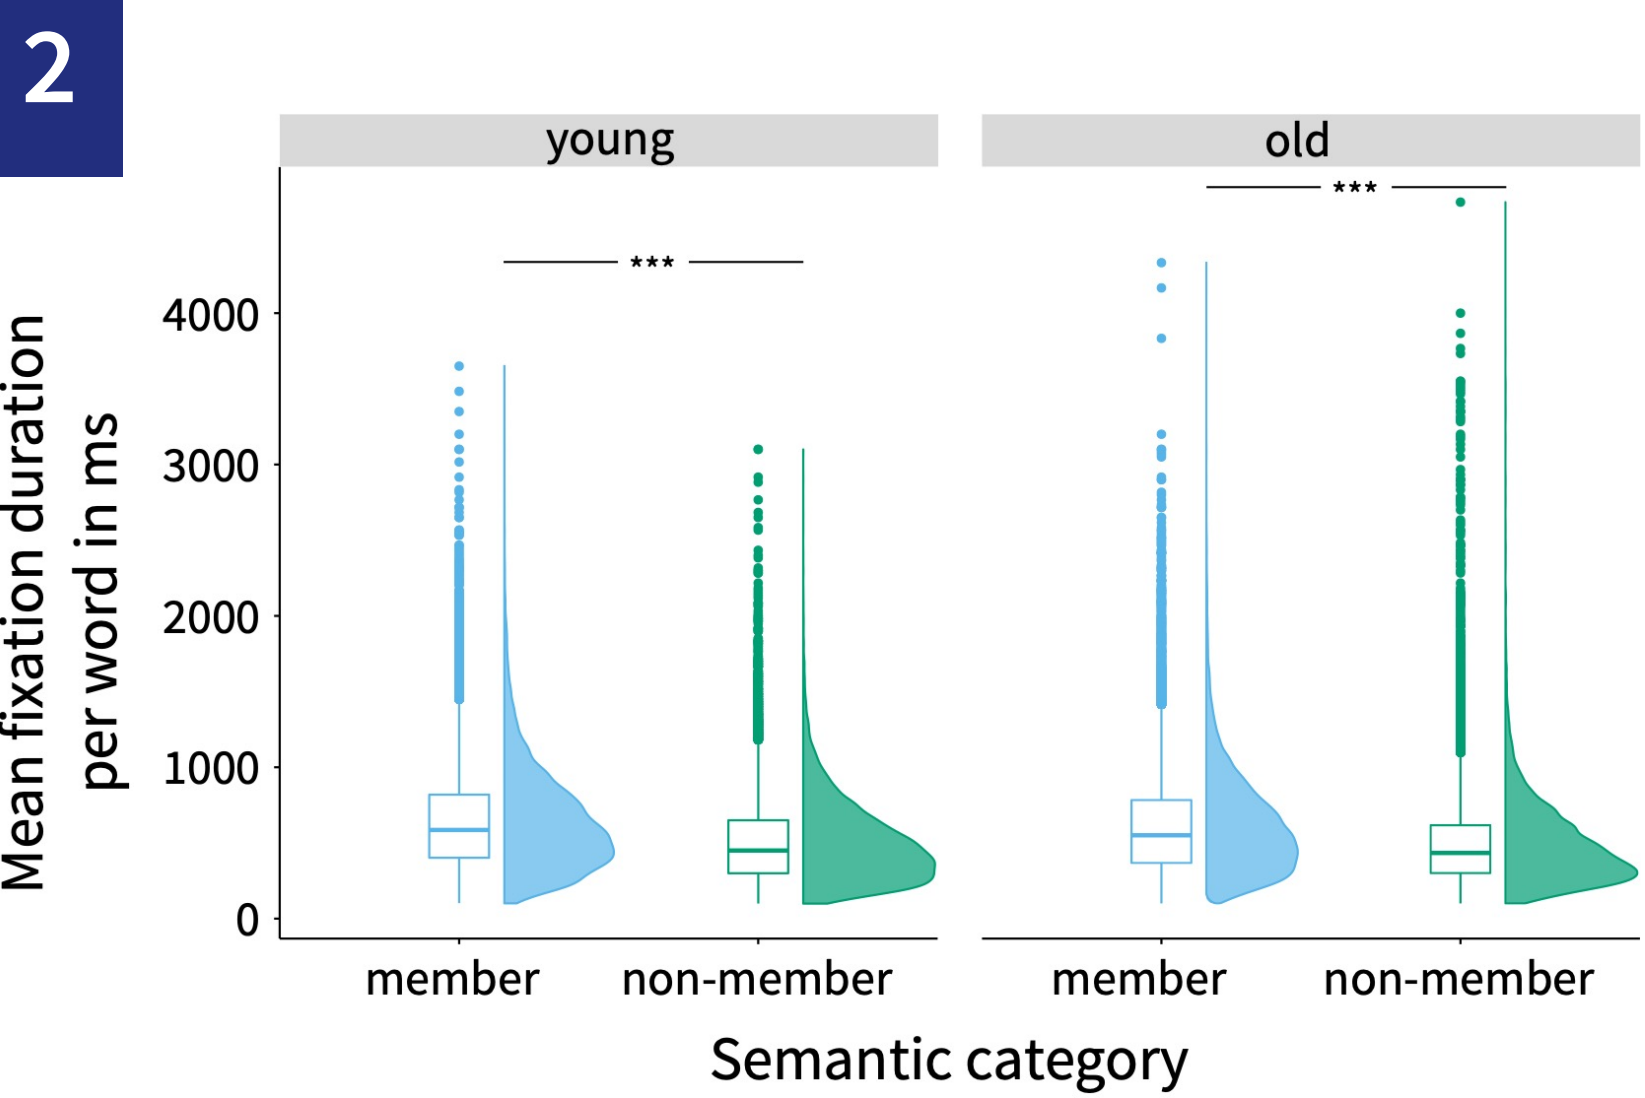 2
young
old
***
***
4000
3000
2000
1000
0
Mean fixation duration
per word in ms
member
non-member
member
non-member
Semantic category